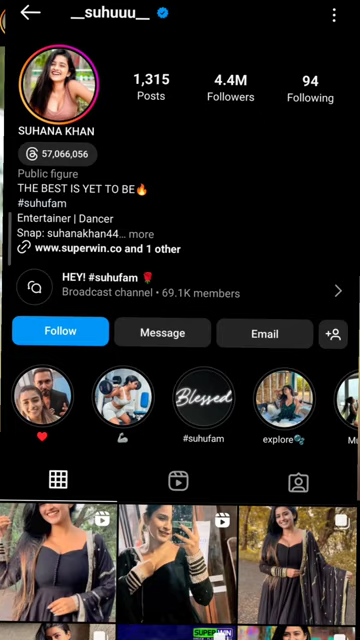 __suhuuu__
1,315 4.4M 94
Posts Followers Following
SUHANA KHAN
57,066,056
Public figure
THE BEST IS YET TO BE🔥
#suhufam
Entertainer | Dancer
Snap: suhanakhan44... more
www.superwin.co and 1 other
HEY! #suhufam 🌹
Broadcast channel • 69.1K members
Follow Message Email
Blessed
❤️ 💪 #suhufam explore🫧
SUPERWIN